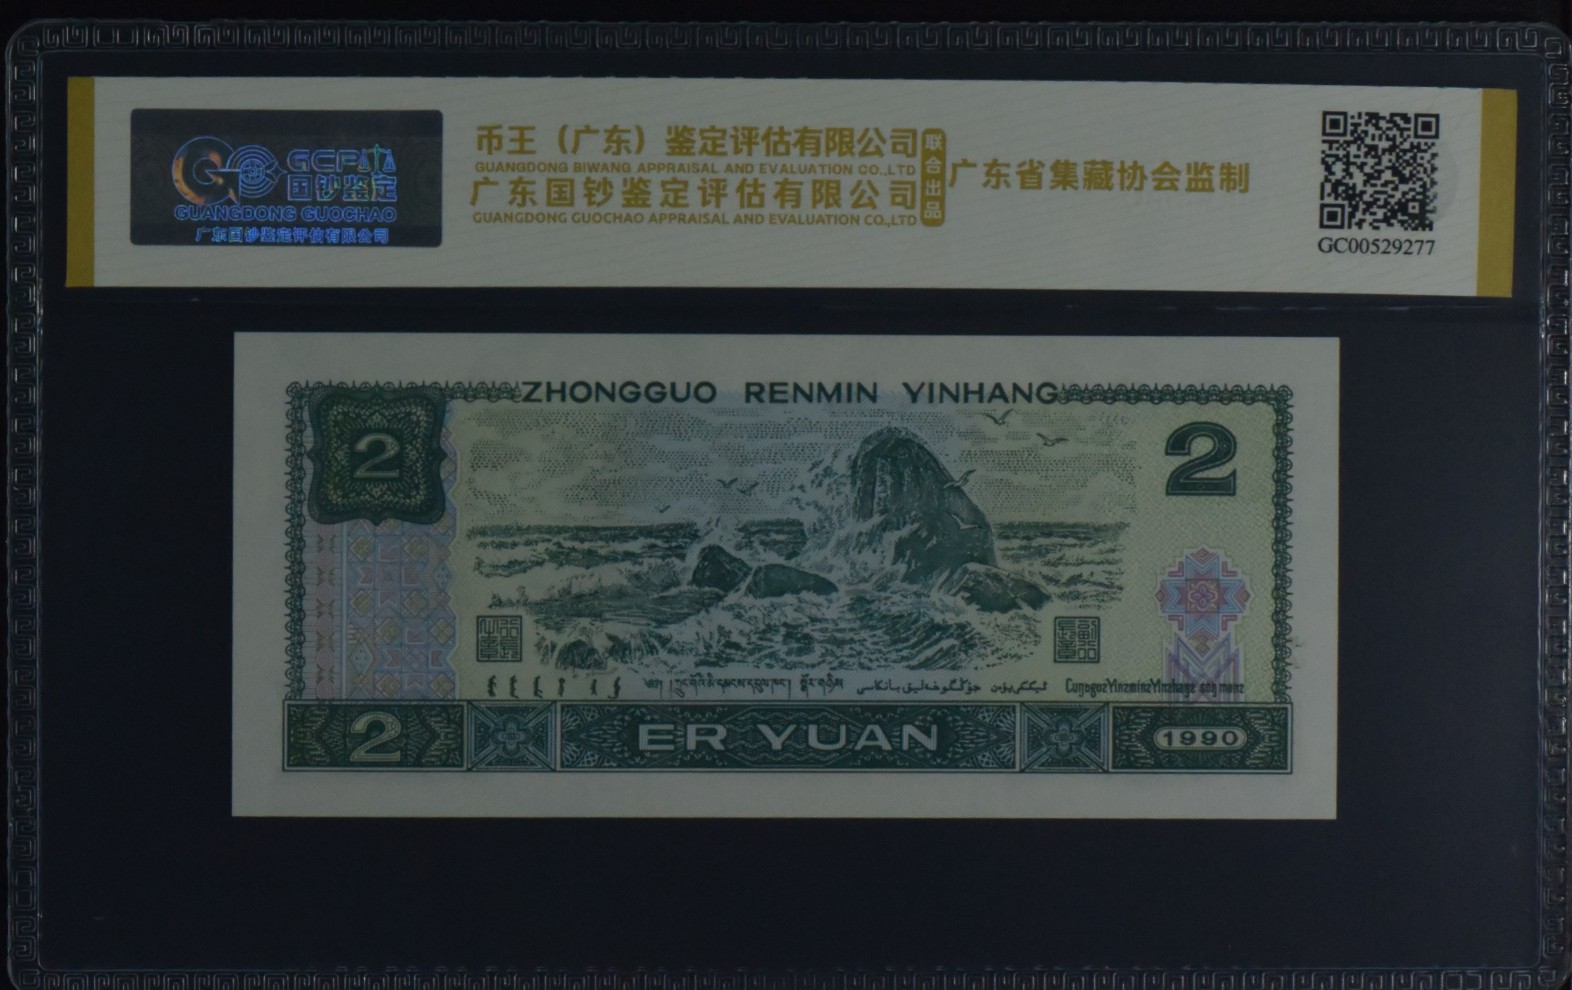 GCPJ
国钞鉴定
GUANGDONG GUOCHAO
广东国钞鉴定评估有限公司
币王（广东）鉴定评估有限公司
GUANGDONG BIWANG APPRAISAL AND EVALUATION CO.,LTD
广东国钞鉴定评估有限公司
GUANGDONG GUOCHAO APPRAISAL AND EVALUATION CO.,LTD
联合出品
广东省集藏协会监制
GC00529277
ZHONGGUO RENMIN YINHANG
2
2
2
ER YUAN
1990